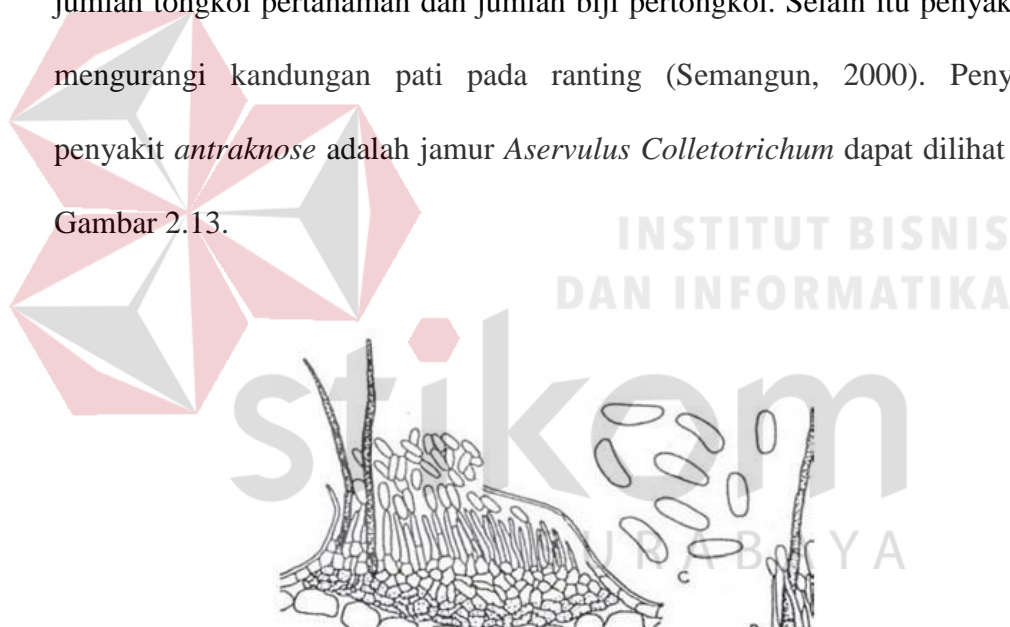 jumlah tongkol pertanaman dan jumlah biji pertongkol. Selain itu penyak
mengurangi kandungan pati pada ranting (Semangun, 2000). Peny
penyakit antraknose adalah jamur Aservulus Colletotrichum dapat dilihat
Gambar 2.13.
INSTITUT BISNIS
DAN INFORMATIKA
stikom
SURABAYA
C